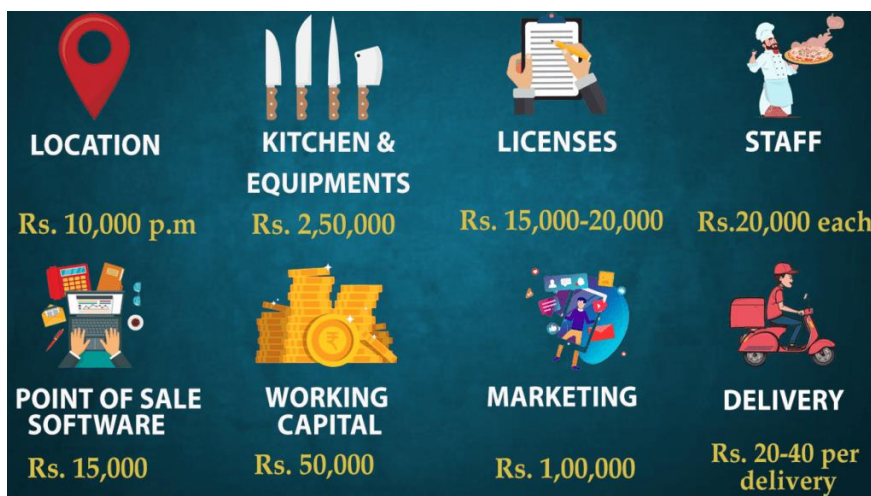 LOCATION
Rs. 10,000 p.m
KITCHEN &
EQUIPMENTS
Rs. 2,50,000
LICENSES
Rs. 15,000-20,000
STAFF
Rs.20,000 each
POINT OF SALE
SOFTWARE
Rs. 15,000
WORKING
CAPITAL
Rs. 50,000
MARKETING
Rs. 1,00,000
DELIVERY
Rs. 20-40 per
delivery